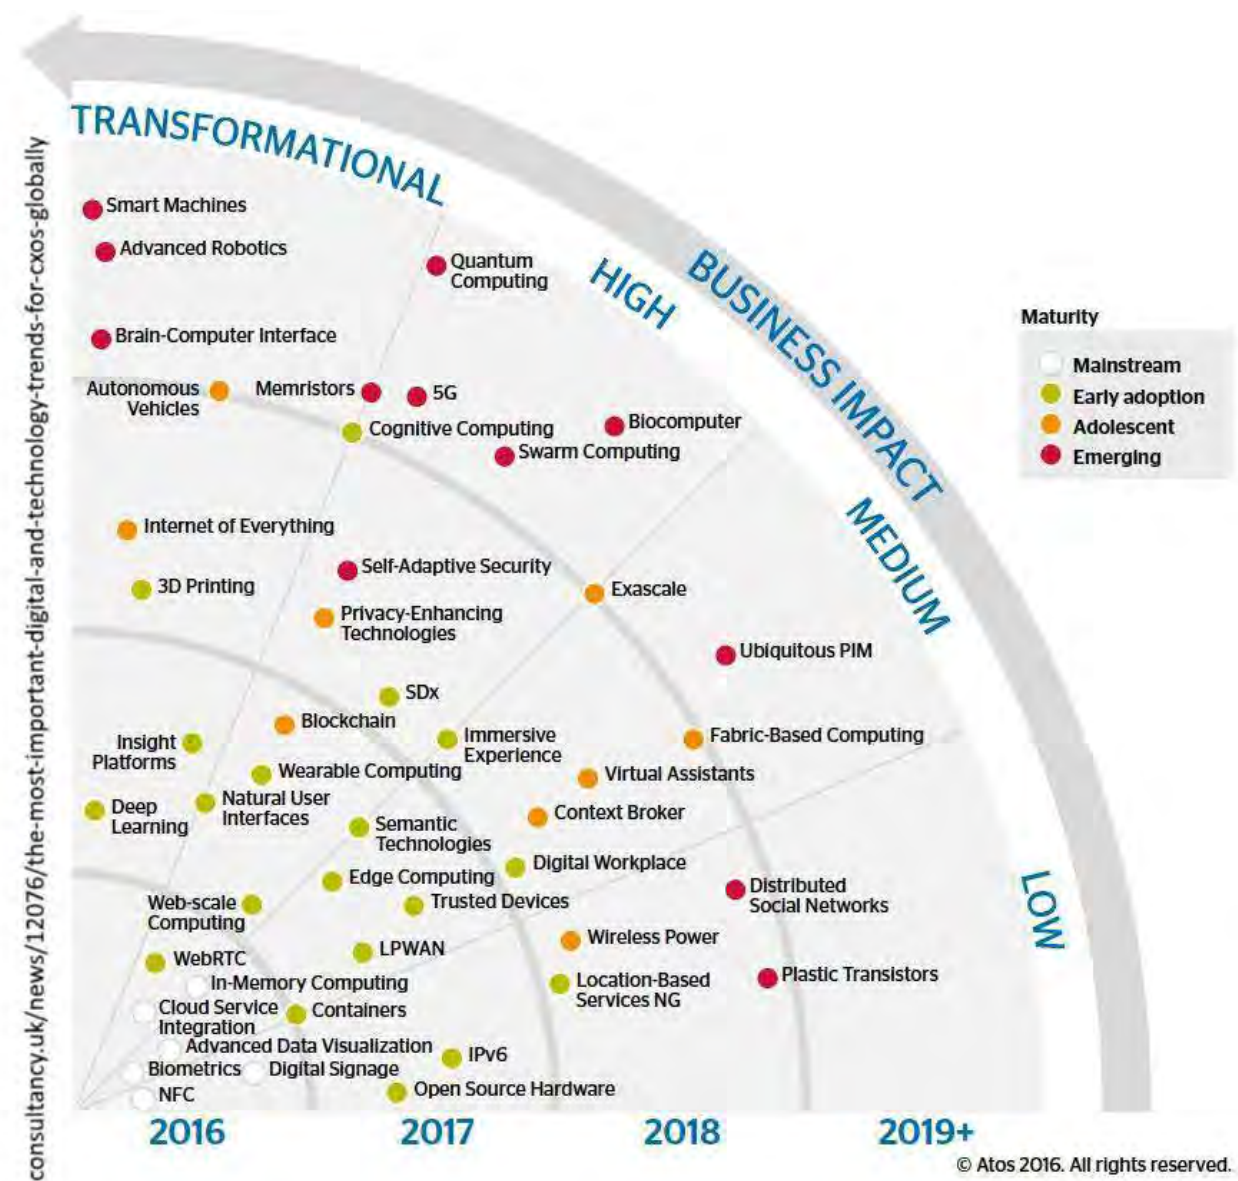 consultancy.uk/news/12076/the-most-important-digital-and-technology-trends-for-cxos-globally
TRANSFORMATIONAL
HIGH
BUSINESS IMPACT
MEDIUM
LOW
Smart Machines
Advanced Robotics
Quantum
Computing
Brain-Computer Interface
Autonomous
Vehicles
Memristors
5G
Cognitive Computing
Biocomputer
Swarm Computing
Maturity
Mainstream
Early adoption
Adolescent
Emerging
Internet of Everything
3D Printing
Self-Adaptive Security
Privacy-Enhancing
Technologies
Exascale
Ubiquitous PIM
SDx
Blockchain
Insight
Platforms
Immersive
Experience
Fabric-Based Computing
Wearable Computing
Virtual Assistants
Deep
Learning
Natural User
Interfaces
Semantic
Technologies
Context Broker
Digital Workplace
Edge Computing
Trusted Devices
Distributed
Social Networks
Web-scale
Computing
LPWAN
Wireless Power
WebRTC
In-Memory Computing
Location-Based
Services NG
Plastic Transistors
Cloud Service
Integration
Containers
Advanced Data Visualization
IPv6
Biometrics
Digital Signage
NFC
Open Source Hardware
2016
2017
2018
2019+
© Atos 2016. All rights reserved.